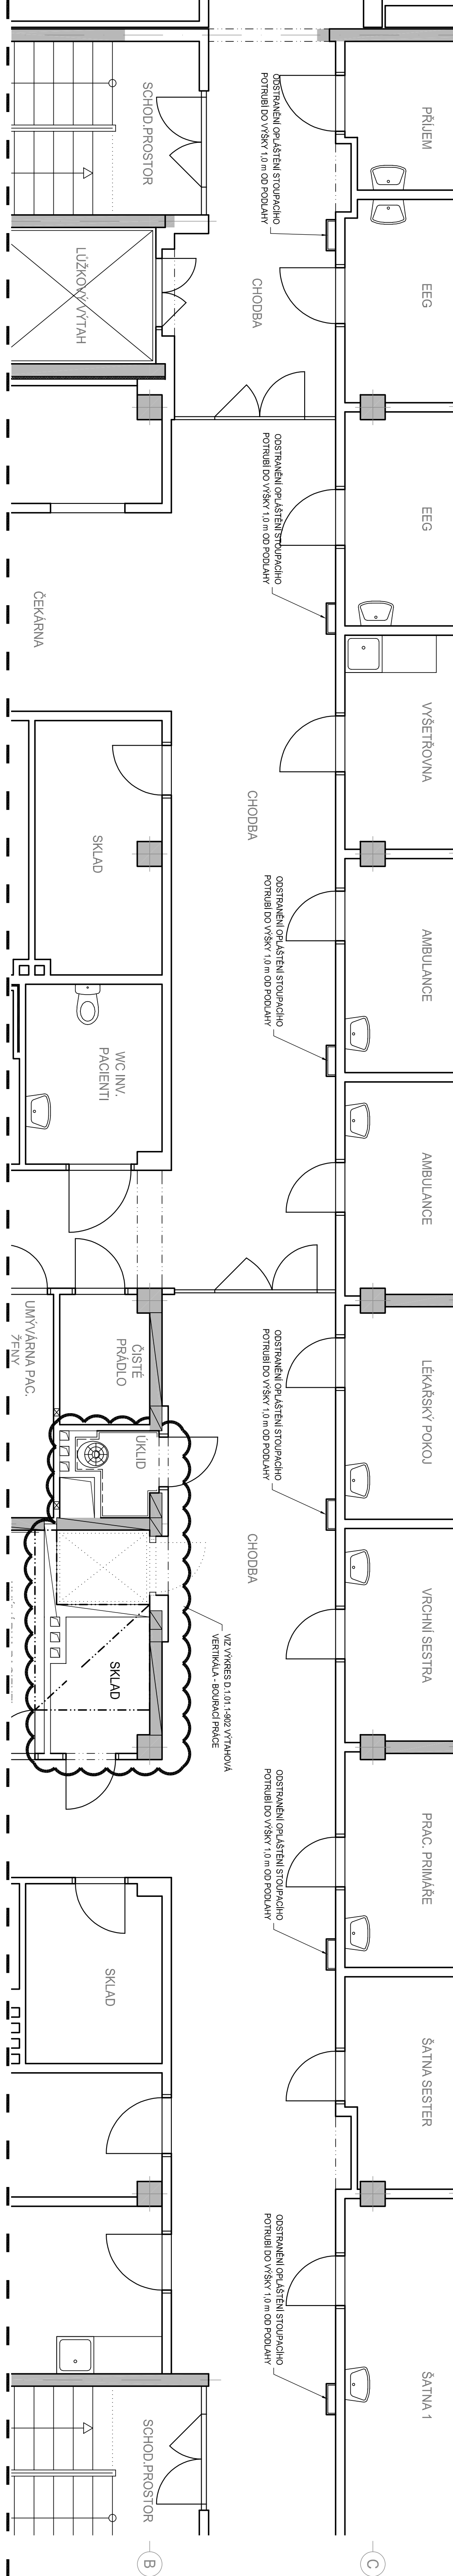 PŘÍJEM
EEG
EEG
VYŠETŘOVNA
AMBULANCE
AMBULANCE
LÉKAŘSKÝ POKOJ
VRCHNÍ SESTRA
PRAC. PRIMÁŘE
ŠATNA SESTER
ŠATNA 1
C
ODSTRANĚNÍ OPLÁŠTĚNÍ STOUPACÍHO
POTRUBÍ DO VÝŠKY 1,0 m OD PODLAHY
ODSTRANĚNÍ OPLÁŠTĚNÍ STOUPACÍHO
POTRUBÍ DO VÝŠKY 1,0 m OD PODLAHY
ODSTRANĚNÍ OPLÁŠTĚNÍ STOUPACÍHO
POTRUBÍ DO VÝŠKY 1,0 m OD PODLAHY
ODSTRANĚNÍ OPLÁŠTĚNÍ STOUPACÍHO
POTRUBÍ DO VÝŠKY 1,0 m OD PODLAHY
ODSTRANĚNÍ OPLÁŠTĚNÍ STOUPACÍHO
POTRUBÍ DO VÝŠKY 1,0 m OD PODLAHY
ODSTRANĚNÍ OPLÁŠTĚNÍ STOUPACÍHO
POTRUBÍ DO VÝŠKY 1,0 m OD PODLAHY
CHODBA
CHODBA
CHODBA
VIZ VÝKRES D.1.01.1-902 VÝTAHOVÁ
VERTIKÁLA - BOURACÍ PRÁCE
SCHOD.PROSTOR
LŮŽKOVÝ VÝTAH
ČEKÁRNA
SKLAD
WC INV.
PACIENTI
ČISTÉ
PRÁDLO
UMÝVÁRNA PAC.
ŽENY
ÚKLID
SKLAD
SKLAD
SCHOD.PROSTOR
B